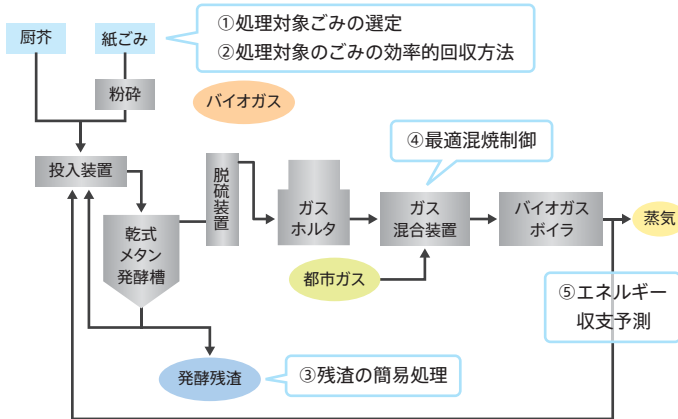 厨芥
紙ごみ
①処理対象ごみの選定
②処理対象のごみの効率的回収方法
粉砕
バイオガス
④最適混焼制御
投入装置
脱硫装置
ガス
ホルタ
ガス
混合装置
バイオガス
ボイラ
蒸気
乾式
メタン
発酵槽
都市ガス
⑤エネルギー
収支予測
発酵残渣
③残渣の簡易処理